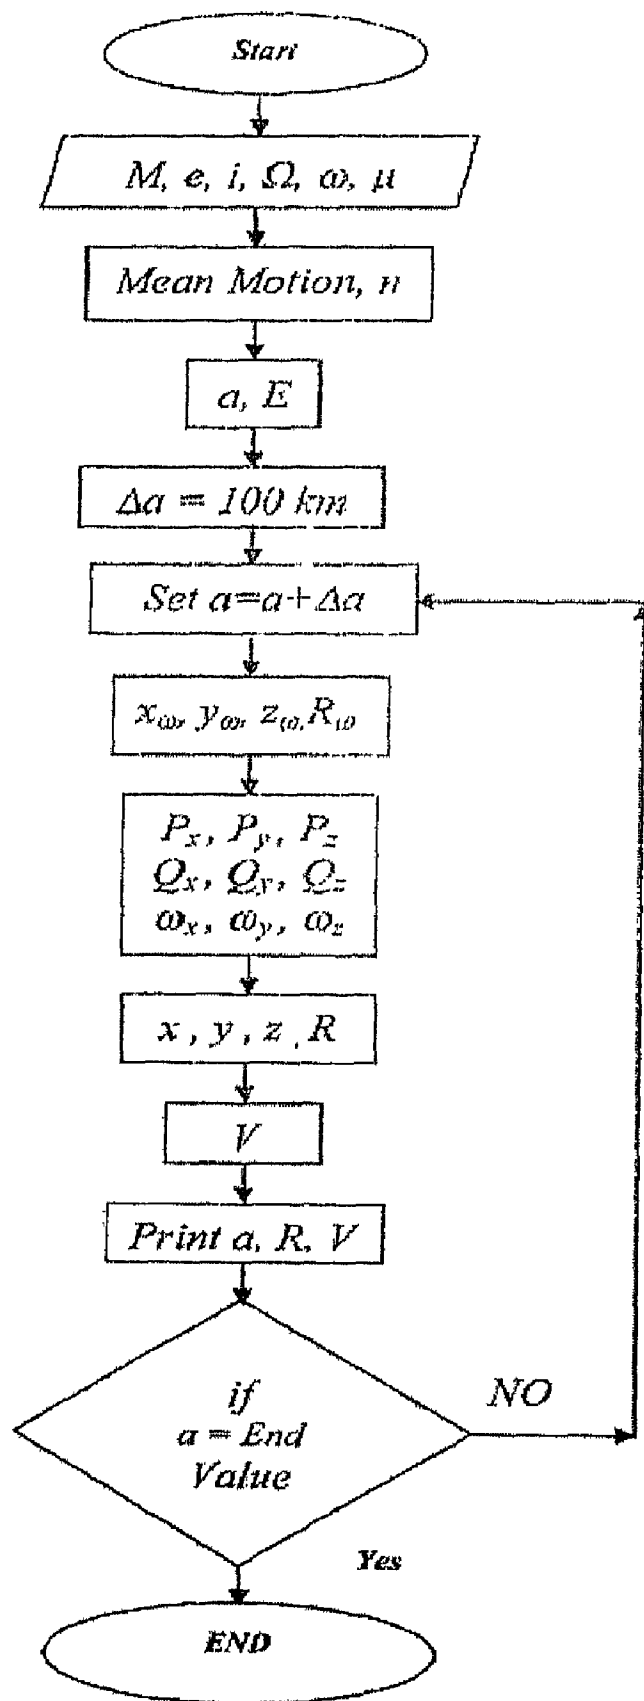 Start
M, e, i, Ω, ω, μ
Mean Motion, n
a, E
Δa = 100 km
Set a=a+Δa
x_ω, y_ω, z_ω, R_ω
P_x, P_y, P_z
Q_x, Q_y, Q_z
ω_x, ω_y, ω_z
x , y , z , R
V
Print a, R, V
if
a = End
Value
NO
Yes
END